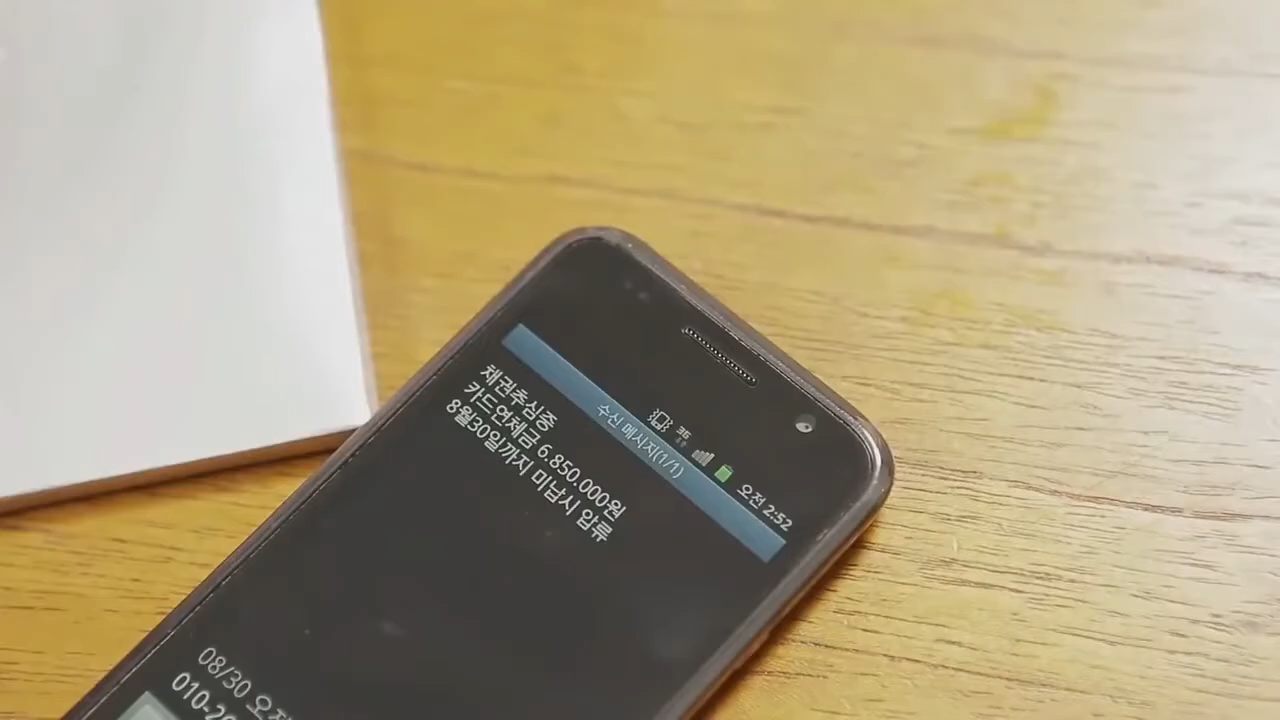 3G
오전 2:52
수신 메시지(1/1)
채권추심중
카드연체금 6.850.000원
8월30일까지 미납시 압류
08/30 오전
010-20